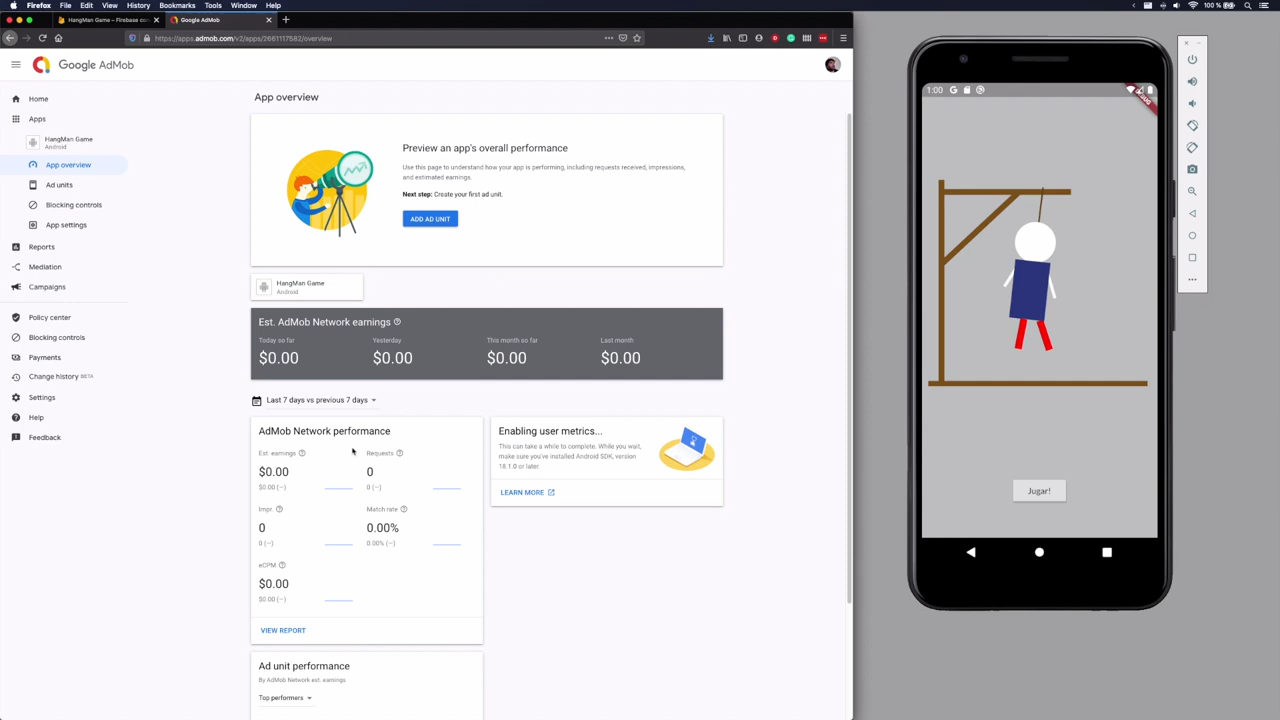 Firefox File Edit View History Bookmarks Tools Window Help
100 %
HangMan Game – Firebase con
Google AdMob
https://apps.admob.com/v2/apps/2661117582/overview
Google AdMob
Home
Apps
HangMan Game
Android
App overview
Ad units
Blocking controls
App settings
Reports
Mediation
Campaigns
Policy center
Blocking controls
Payments
Change history BETA
Settings
Help
Feedback
App overview
Preview an app's overall performance
Use this page to understand how your app is performing, including requests received, impressions,
and estimated earnings.
Next step: Create your first ad unit.
ADD AD UNIT
HangMan Game
Android
Est. AdMob Network earnings
Today so far Yesterday This month so far Last month
$0.00 $0.00 $0.00 $0.00
Last 7 days vs previous 7 days
AdMob Network performance
Est. earnings Requests
$0.00 0
$0.00 (—) 0 (—)
Impr. Match rate
0 0.00%
0 (—) 0.00% (—)
eCPM
$0.00
$0.00 (—)
VIEW REPORT
Enabling user metrics...
This can take a while to complete. While you wait,
make sure you've installed Android SDK, version
18.1.0 or later.
LEARN MORE
Ad unit performance
By AdMob Network est. earnings
Top performers
1:00
Jugar!